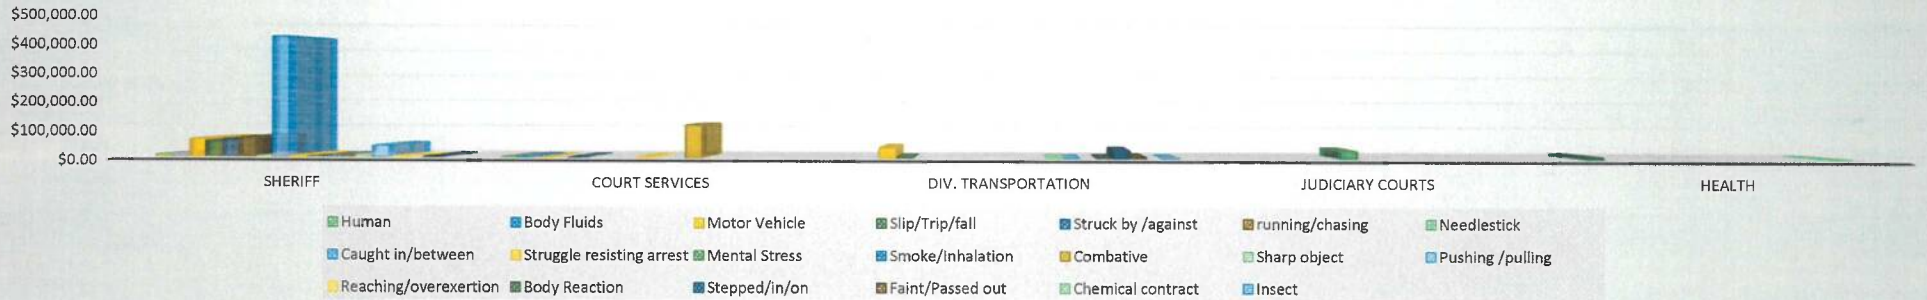 $500,000.00
$400,000.00
$300,000.00
$200,000.00
$100,000.00
$0.00
SHERIFF COURT SERVICES DIV. TRANSPORTATION JUDICIARY COURTS HEALTH
Human Body Fluids Motor Vehicle Slip/Trip/fall Struck by /against running/chasing Needlestick
Caught in/between Struggle resisting arrest Mental Stress Smoke/Inhalation Combative Sharp object Pushing /pulling
Reaching/overexertion Body Reaction Stepped/in/on Faint/Passed out Chemical contract Insect